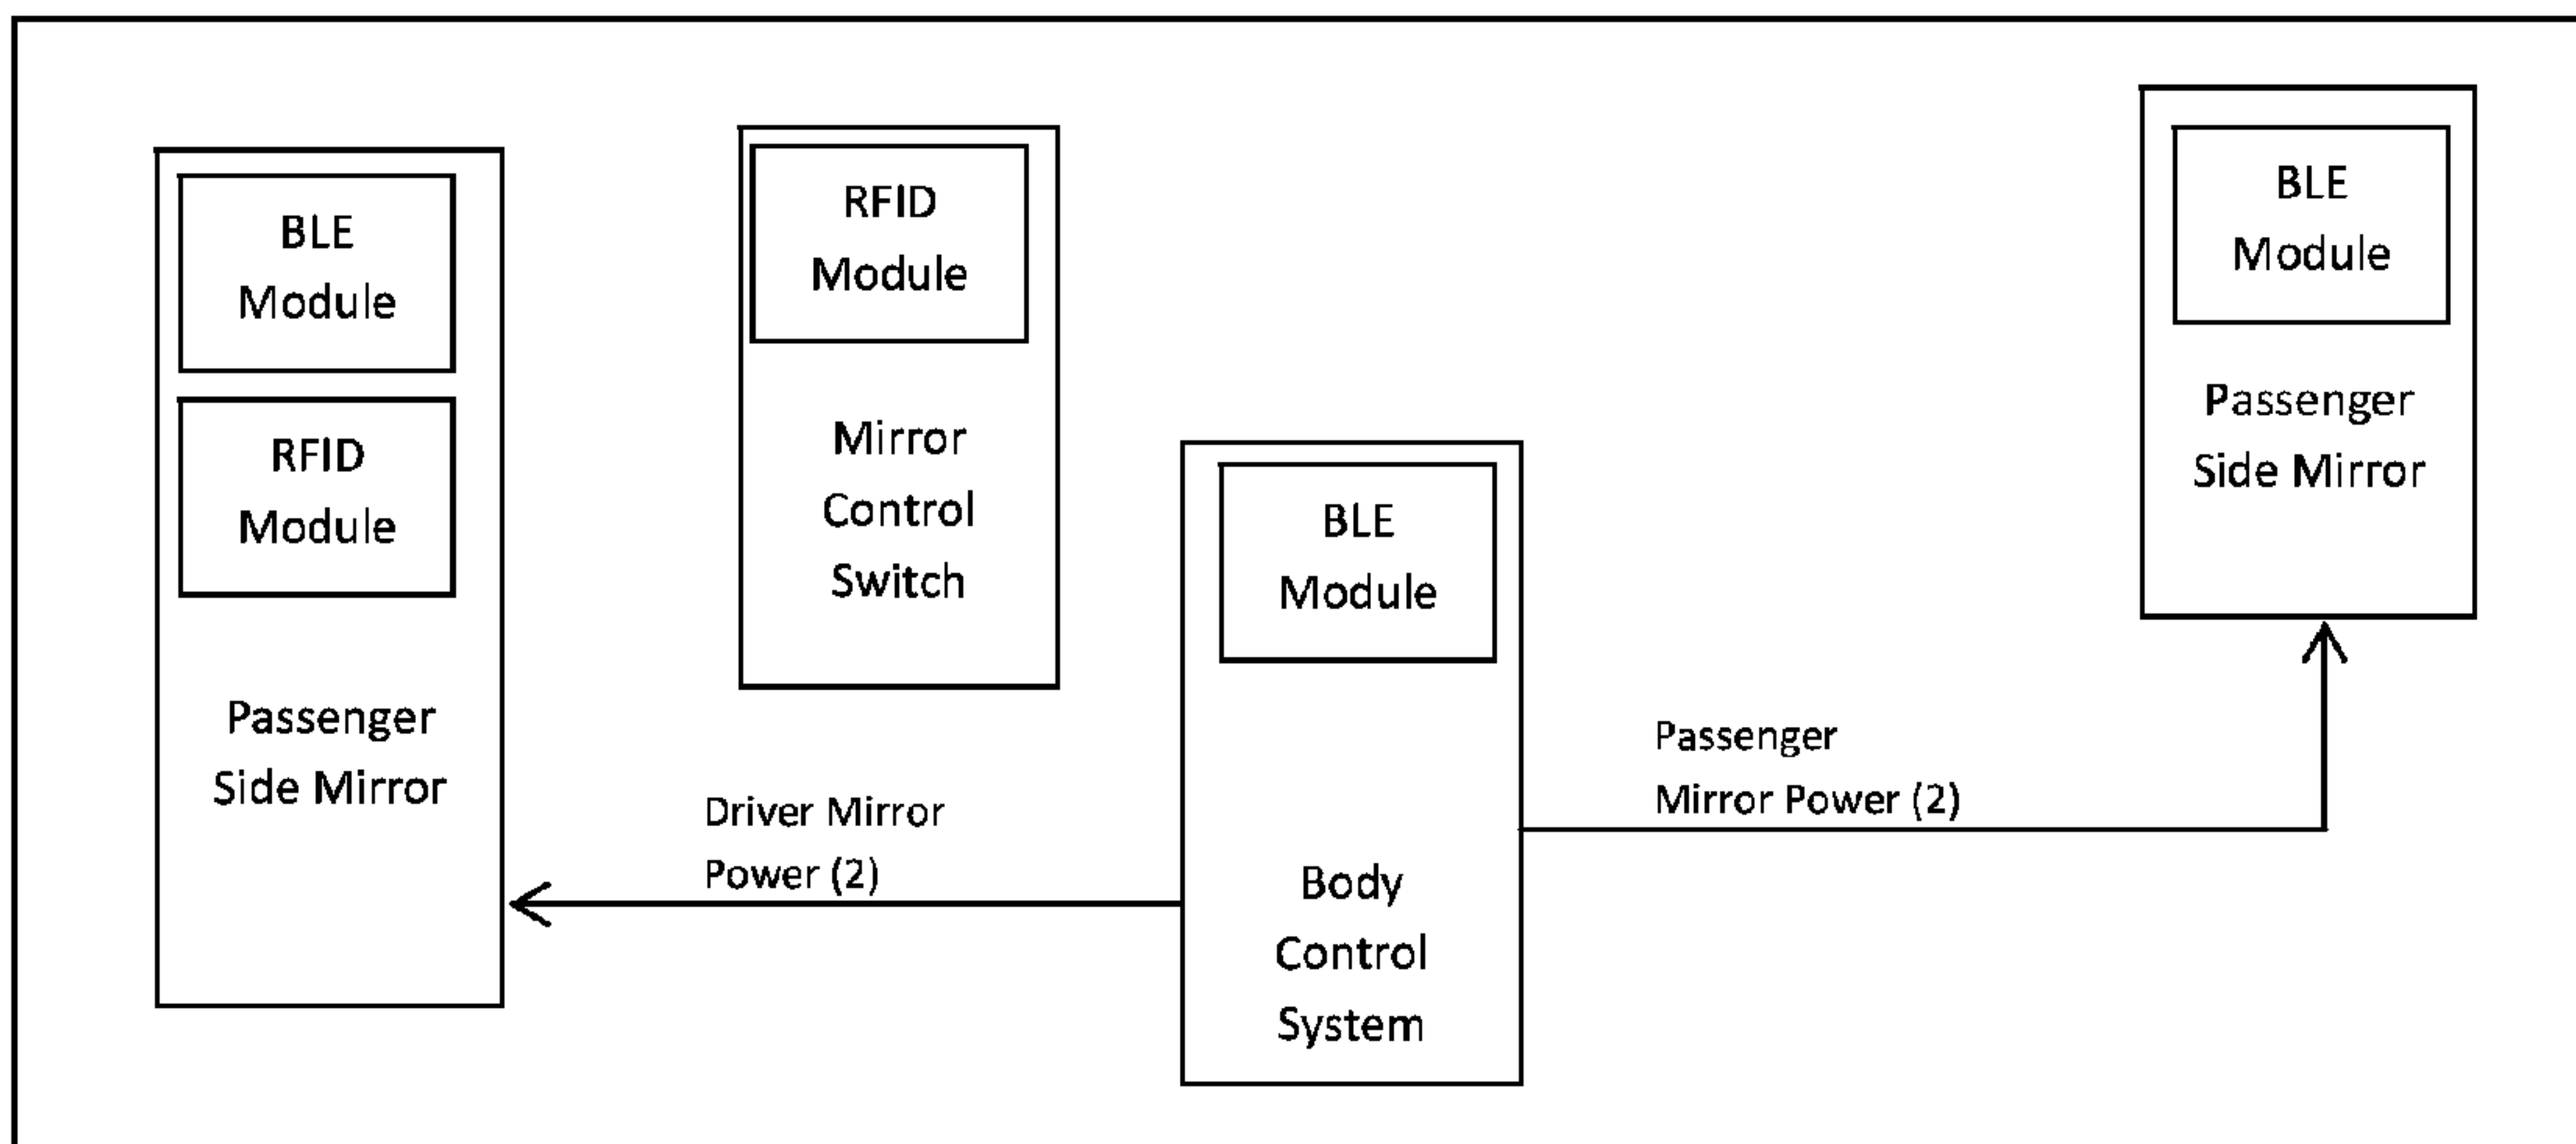 BLE
Module
RFID
Module
Passenger
Side Mirror
RFID
Module
Mirror
Control
Switch
Driver Mirror
Power (2)
BLE
Module
Body
Control
System
Passenger
Mirror Power (2)
BLE
Module
Passenger
Side Mirror